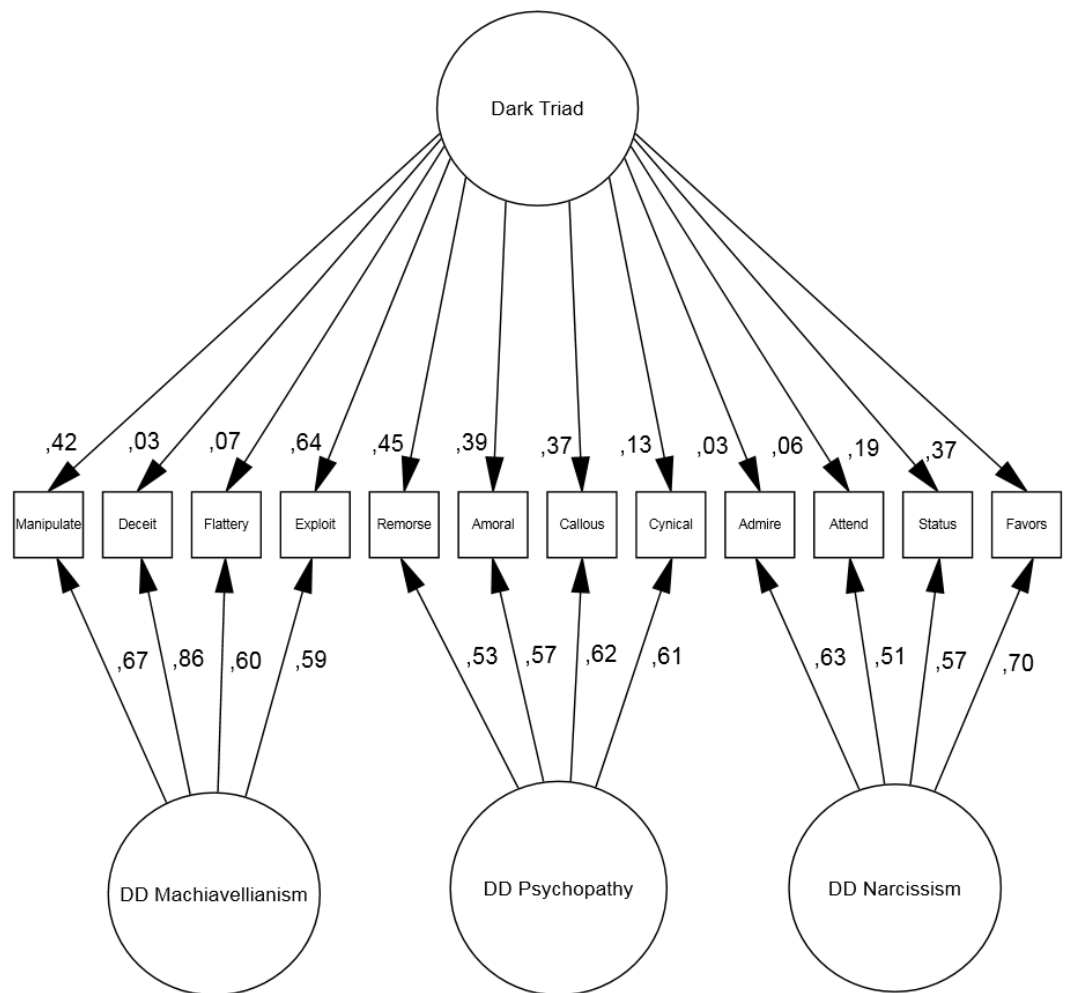 Dark Triad
,42 ,03 ,07 ,64 ,45 ,39 ,37 ,13 ,03 ,06 ,19 ,37
Manipulate Deceit Flattery Exploit Remorse Amoral Callous Cynical Admire Attend Status Favors
,67 ,86 ,60 ,59 ,53 ,57 ,62 ,61 ,63 ,51 ,57 ,70
DD Machiavellianism DD Psychopathy DD Narcissism